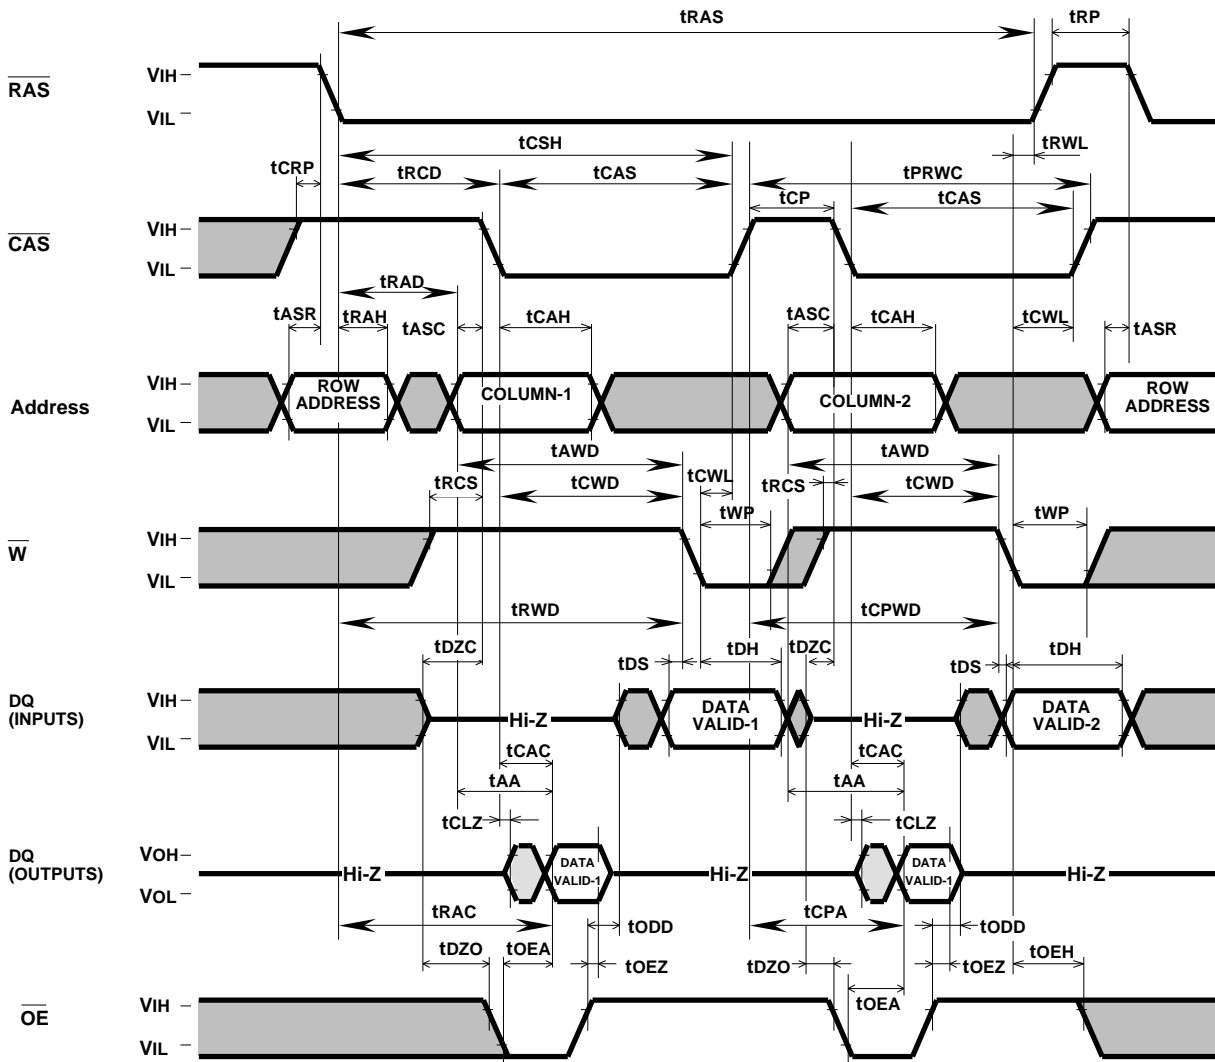 tRAS
tRP
RAS
VIH
VIL
tCSH
tRWL
tCRP
tRCD
tCAS
tPRWC
tCP
tCAS
CAS
VIH
VIL
tRAD
tASR
tRAH
tASC
tCAH
tASC
tCAH
tCWL
tASR
Address
VIH
VIL
ROW ADDRESS
COLUMN-1
COLUMN-2
ROW ADDRESS
tAWD
tAWD
tRCS
tCWD
tCWL
tRCS
tCWD
tWP
tWP
W
VIH
VIL
tRWD
tCPWD
tDZC
tDS
tDH
tDZC
tDS
tDH
DQ
(INPUTS)
VIH
VIL
Hi-Z
DATA
VALID-1
Hi-Z
DATA
VALID-2
tCAC
tCAC
tAA
tAA
tCLZ
tCLZ
DQ
(OUTPUTS)
VOH
VOL
Hi-Z
DATA
VALID-1
Hi-Z
DATA
VALID-1
Hi-Z
tRAC
tCPA
tODD
tODD
tDZO
tOEA
tOEZ
tDZO
tOEA
tOEZ
tOEH
OE
VIH
VIL